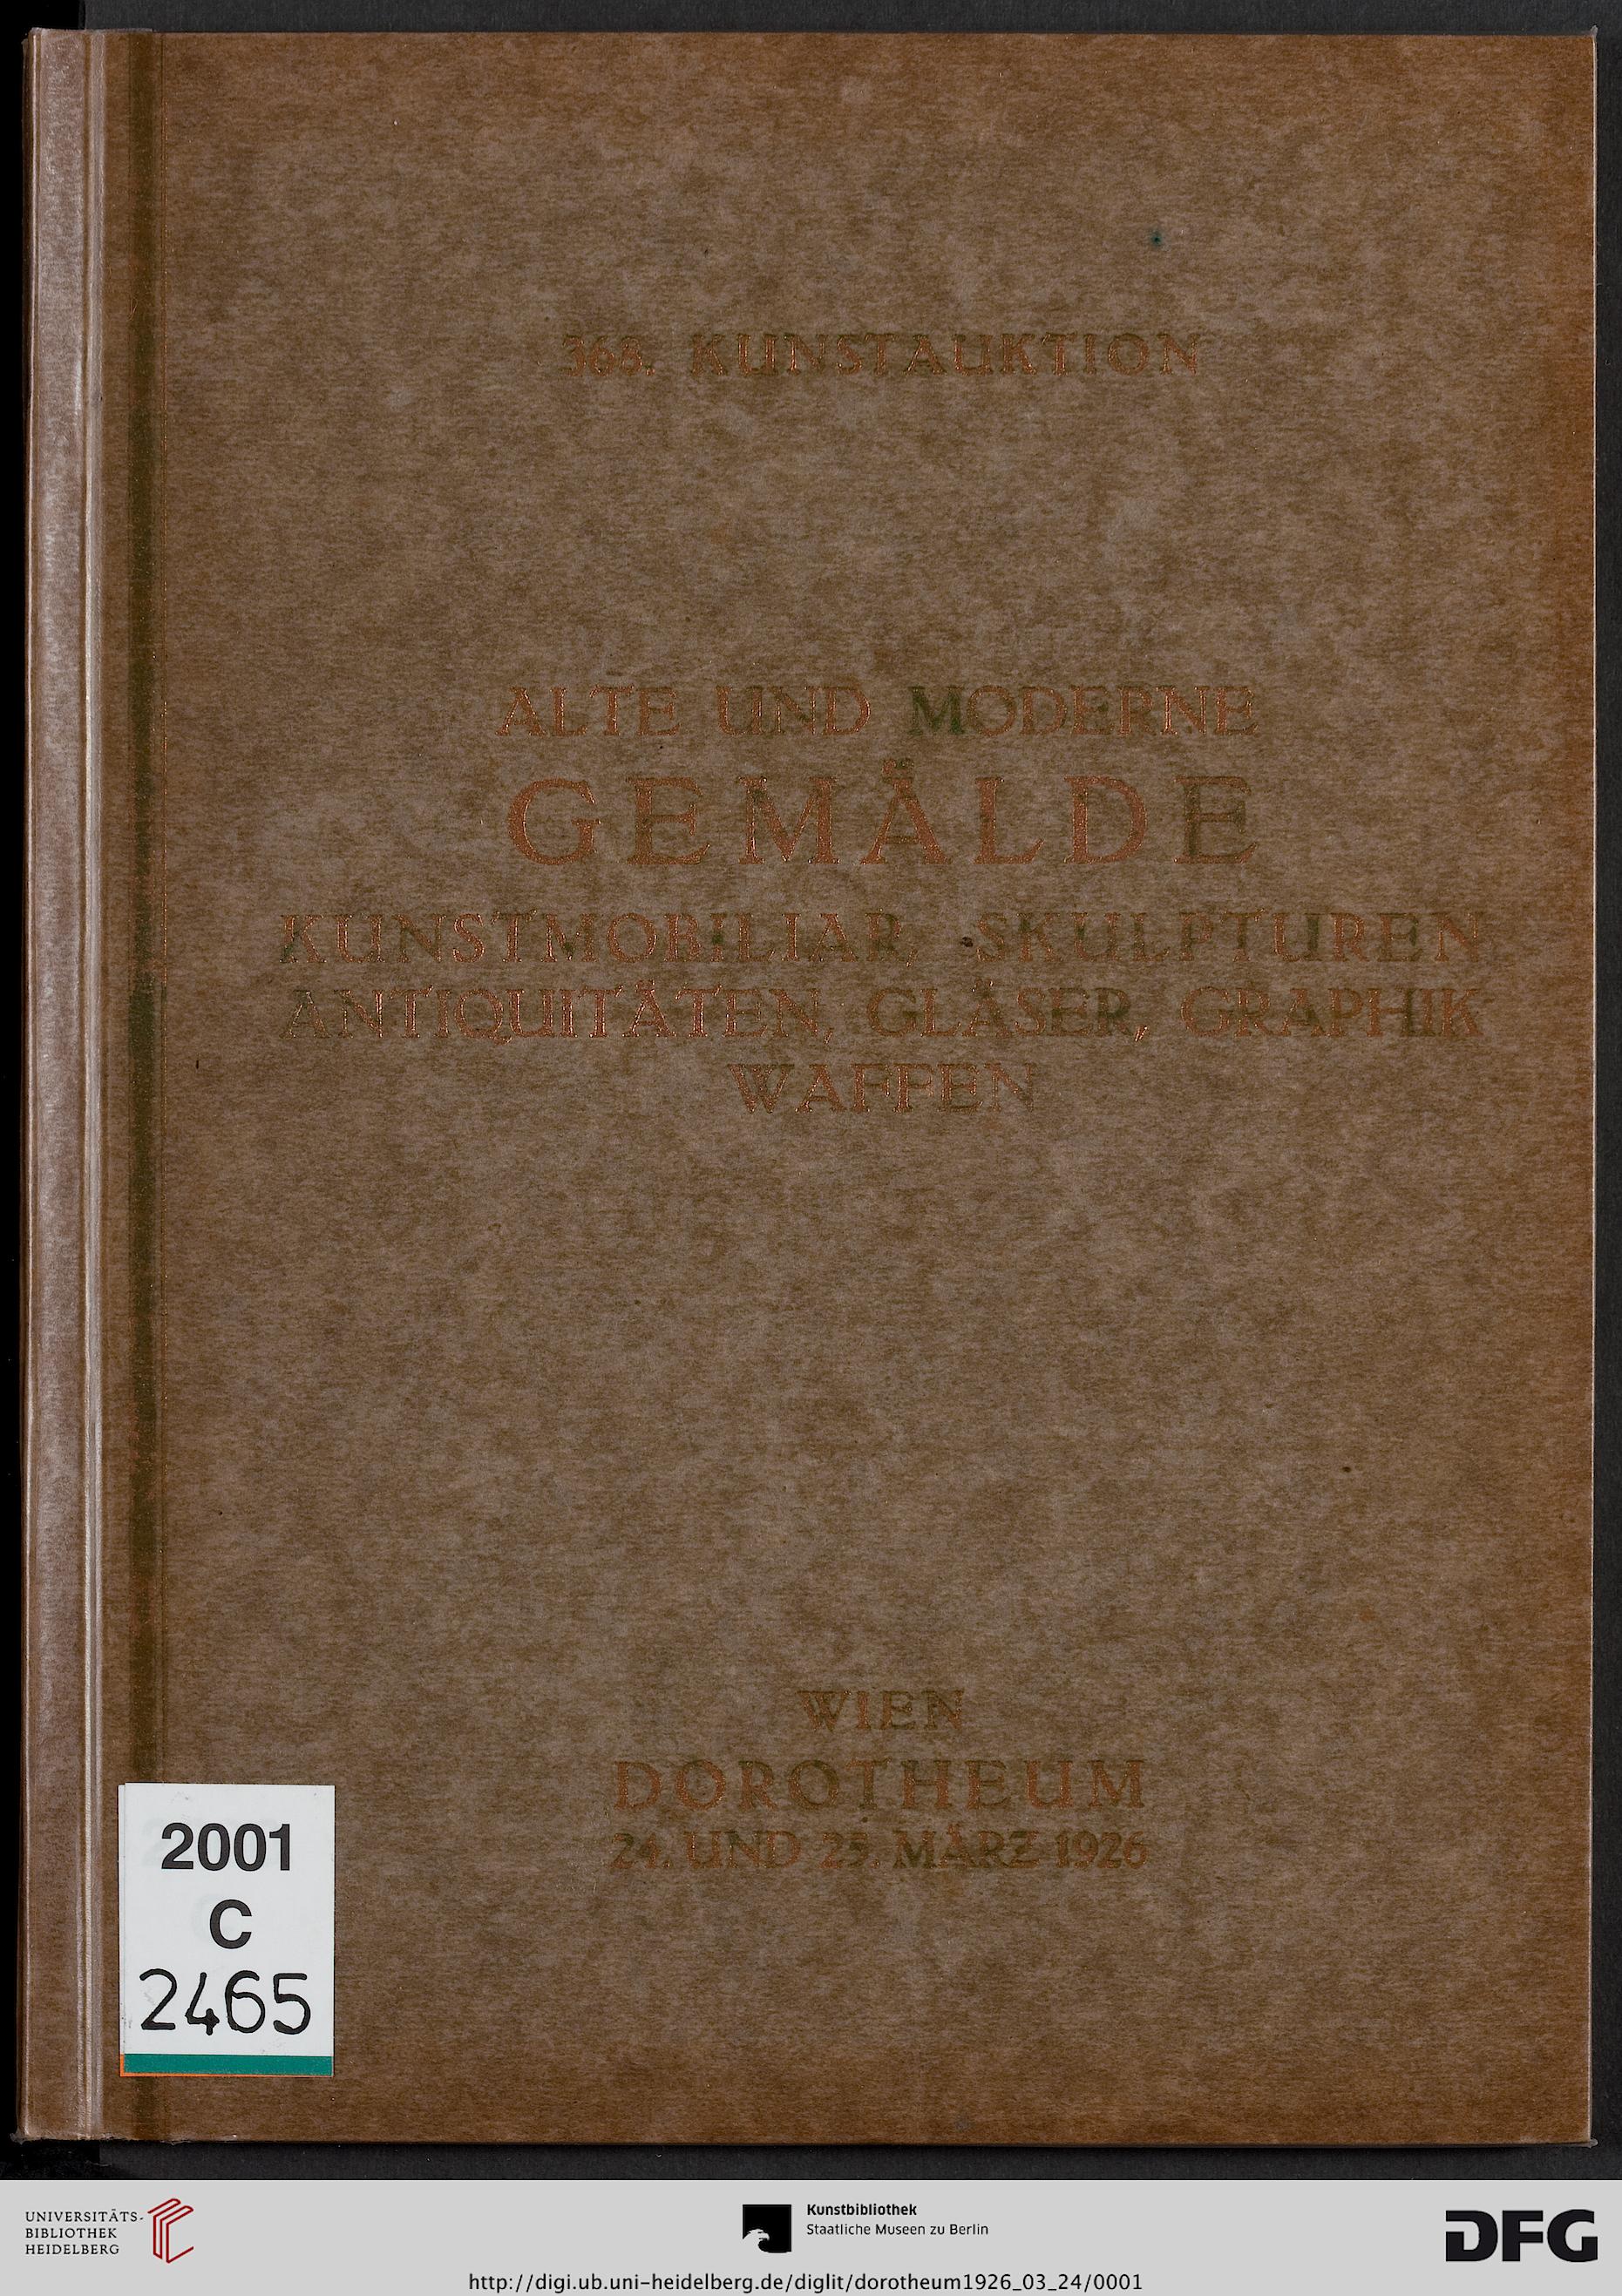 368. KUNSTAUKTION
ALTE UND MODERNE
GEMÄLDE
KUNSTMOBILIAR, SKULPTUREN
ANTIQUITÄTEN, GLÄSER, GRAPHIK
WAFFEN
WIEN
DOROTHEUM
24. UND 25. MÄRZ 1926
2001
C
2465
UNIVERSITÄTS-
BIBLIOTHEK
HEIDELBERG
Kunstbibliothek
Staatliche Museen zu Berlin
DFG
http://digi.ub.uni-heidelberg.de/diglit/dorotheum1926_03_24/0001